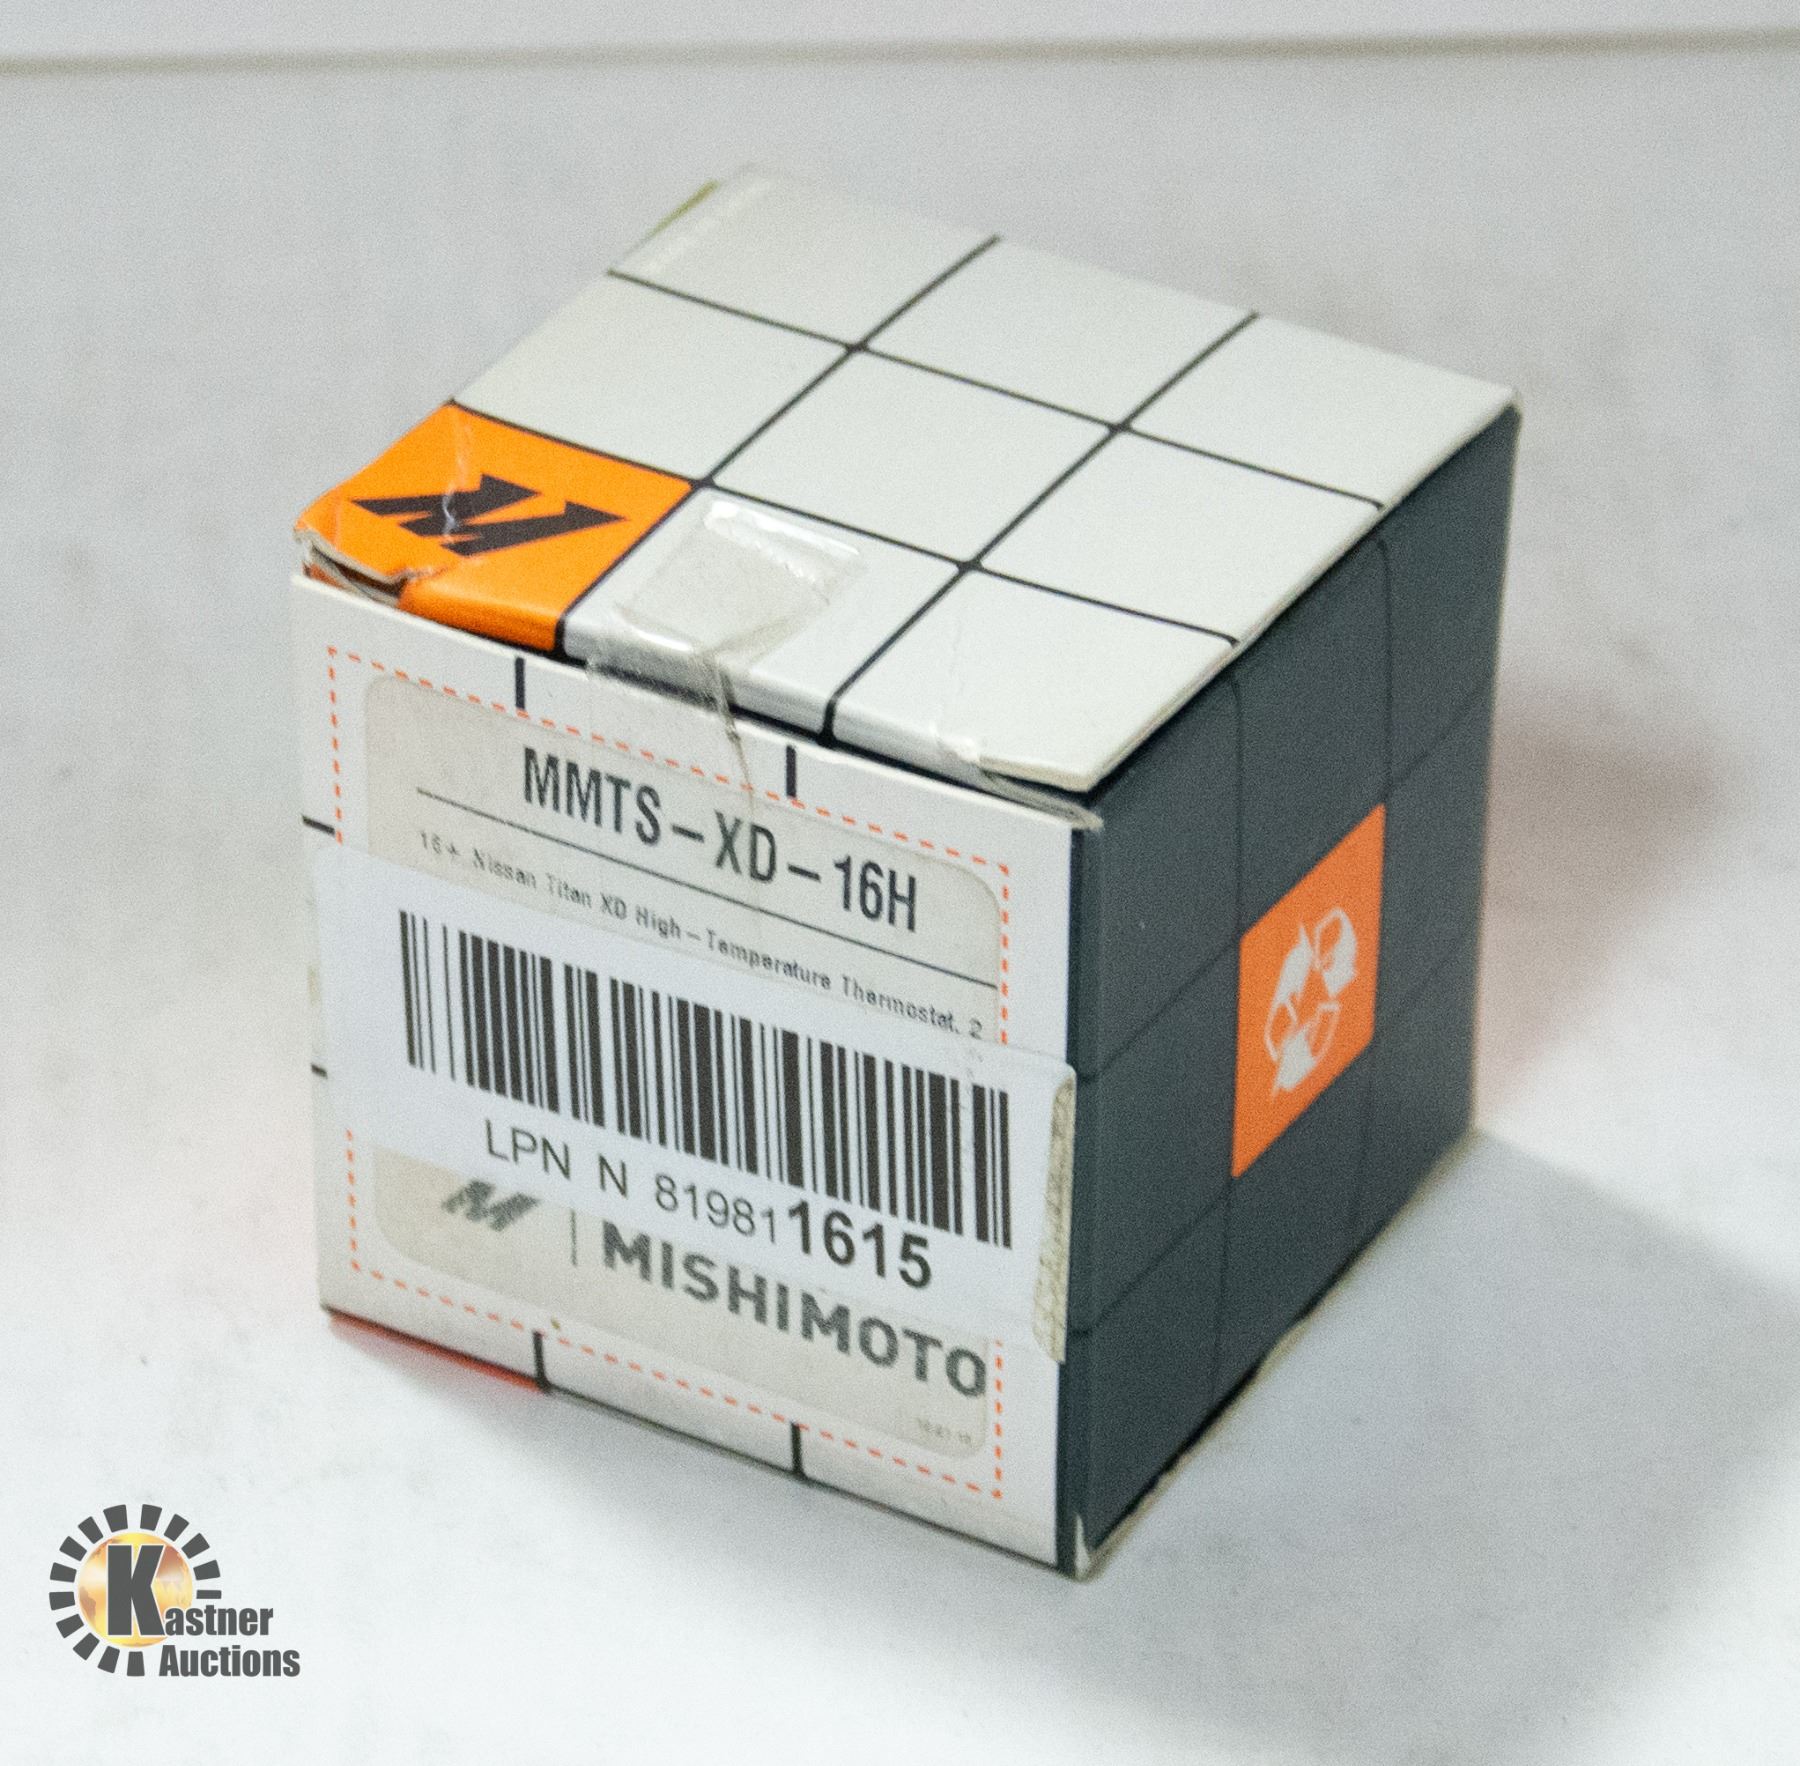 M
MMTS-XD-16H
16+ Nissan Titan XD High-Temperature Thermostat, 2
LPN N 819811615
M | MISHIMOTO
Kastner
Auctions